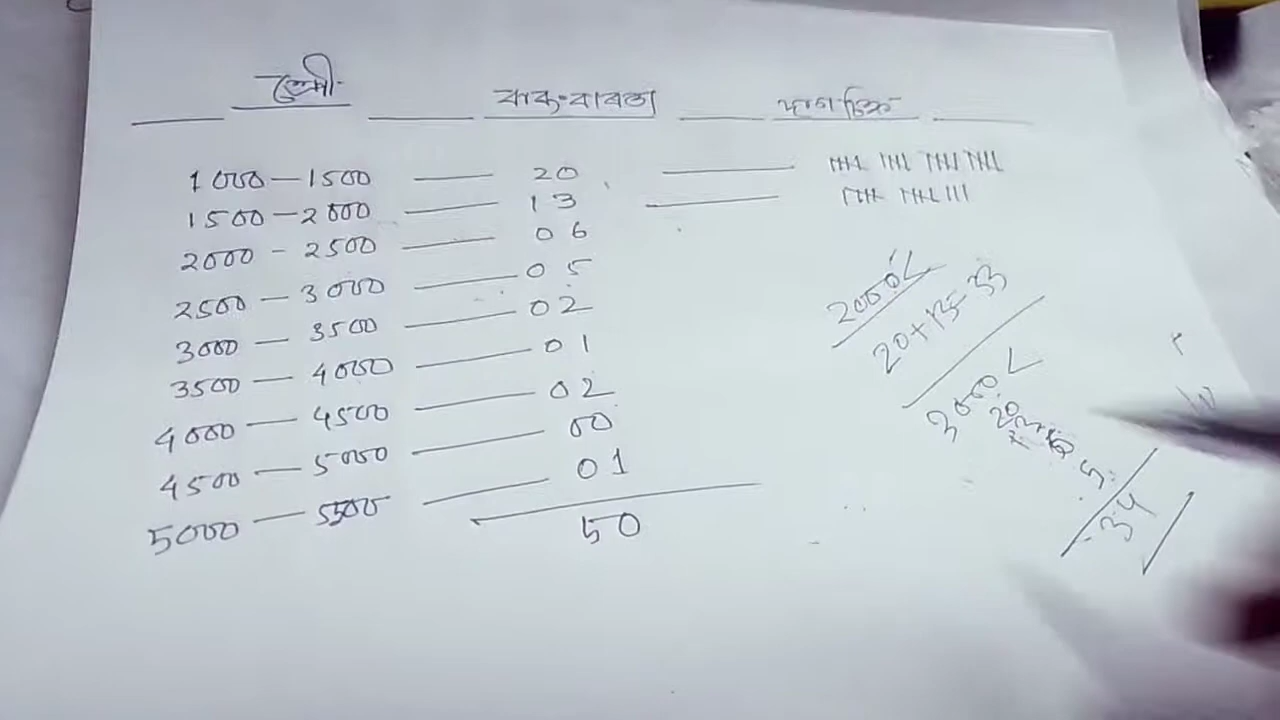 শ্রেণী
বারংবারতা
1000 — 1500 — 20 — 𝍸 𝍸 𝍸 𝍸
1500 — 2000 — 13 — 𝍸 𝍸 |||
2000 - 2500 — 06
2500 — 3000 — 05
3000 — 3500 — 02
3500 — 4000 — 01
4000 — 4500 — 02
4500 — 5000 — 00
5000 — 5500 — 01
50
2000
20+13=33
3000